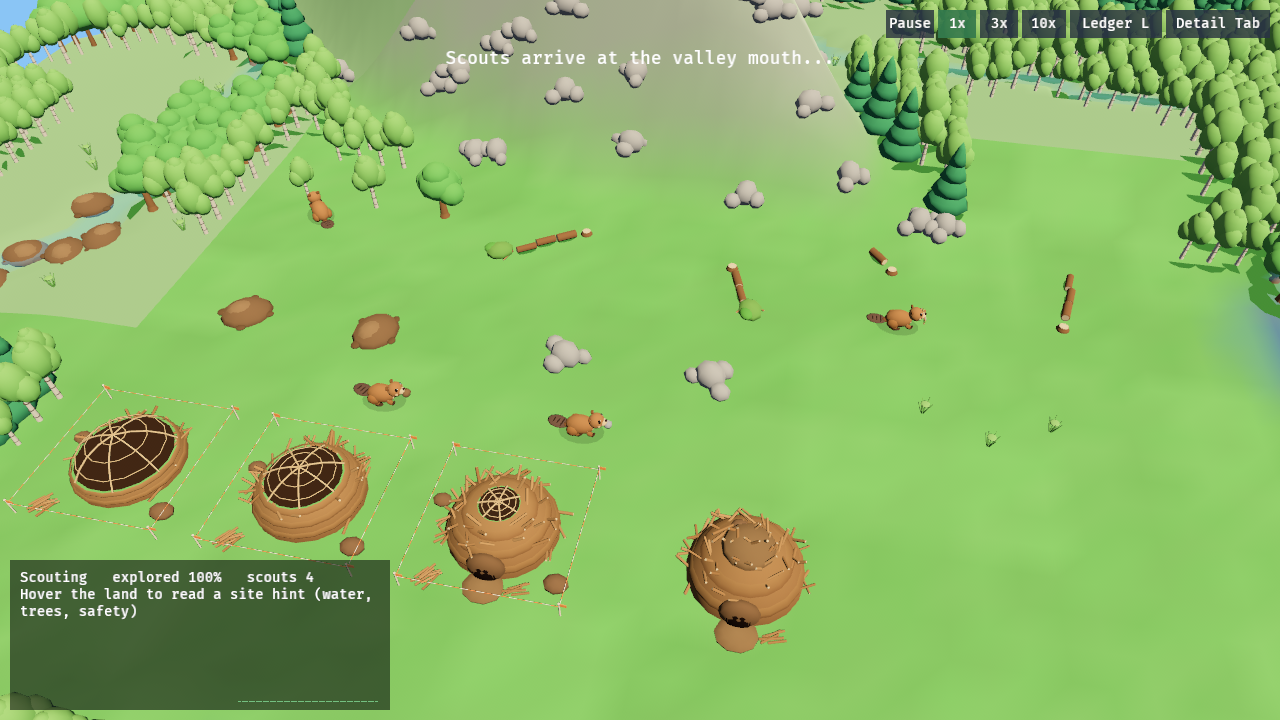 Pause 1x 3x 10x Ledger L Detail Tab
Scouts arrive at the valley mouth...
Scouting explored 100% scouts 4
Hover the land to read a site hint (water,
trees, safety)